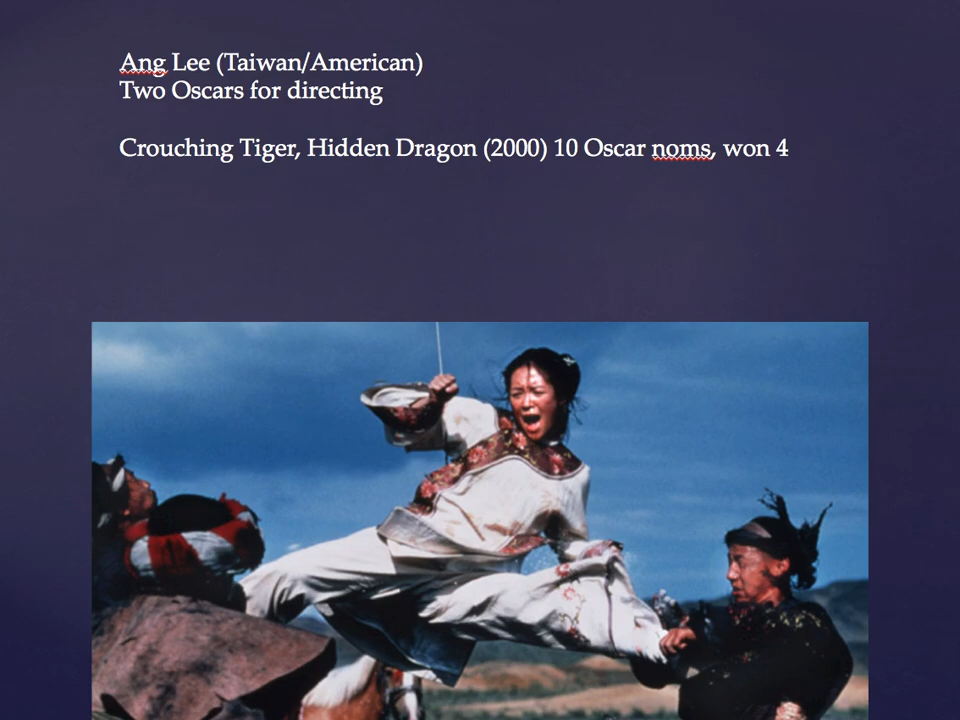 Ang Lee (Taiwan/American)
Two Oscars for directing
Crouching Tiger, Hidden Dragon (2000) 10 Oscar noms, won 4